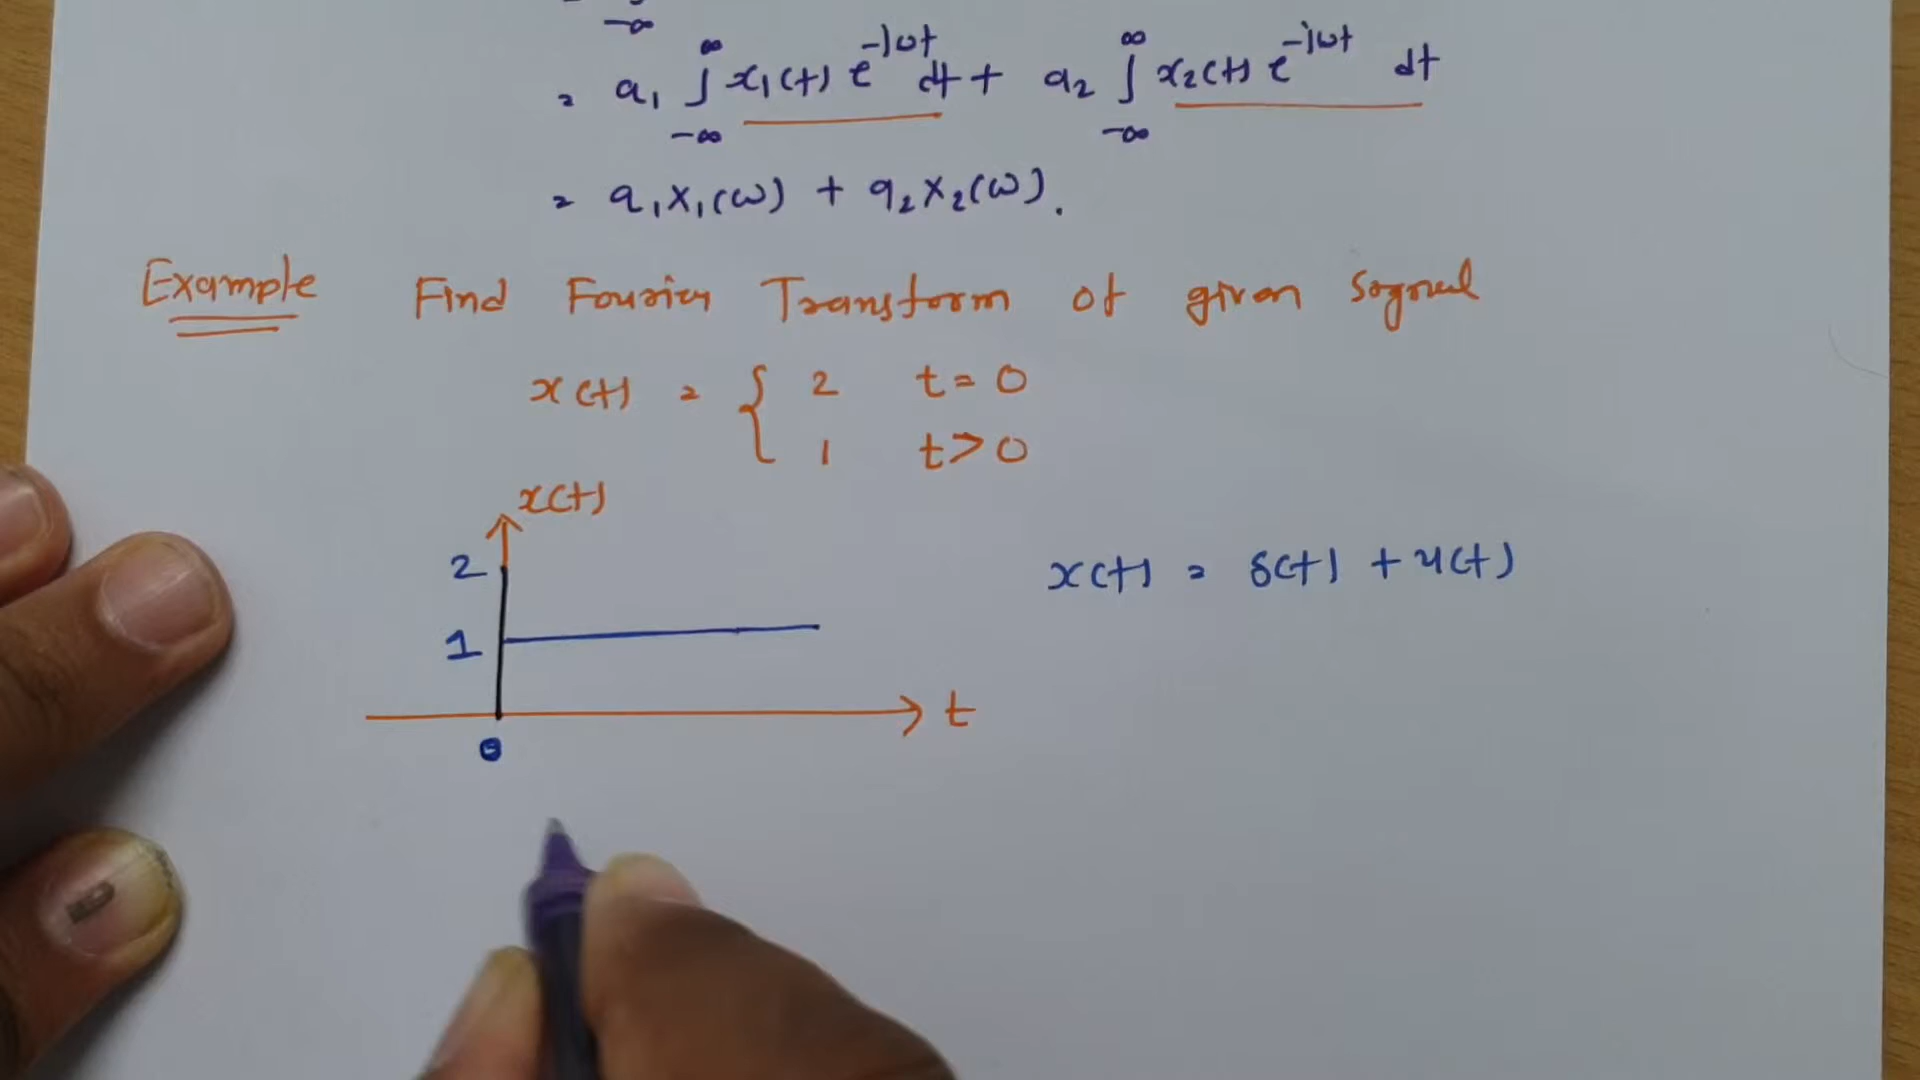 -∞
= a₁ ∫ x₁(t) e^-jωt dt + a₂ ∫ x₂(t) e^-jωt dt
∞ ∞
-∞ -∞
= a₁X₁(ω) + a₂X₂(ω).
Example Find Fourier Transform of given Signal
x(t) = { 2 t = 0
1 t > 0
x(t)
2
x(t) = δ(t) + u(t)
1
t
0